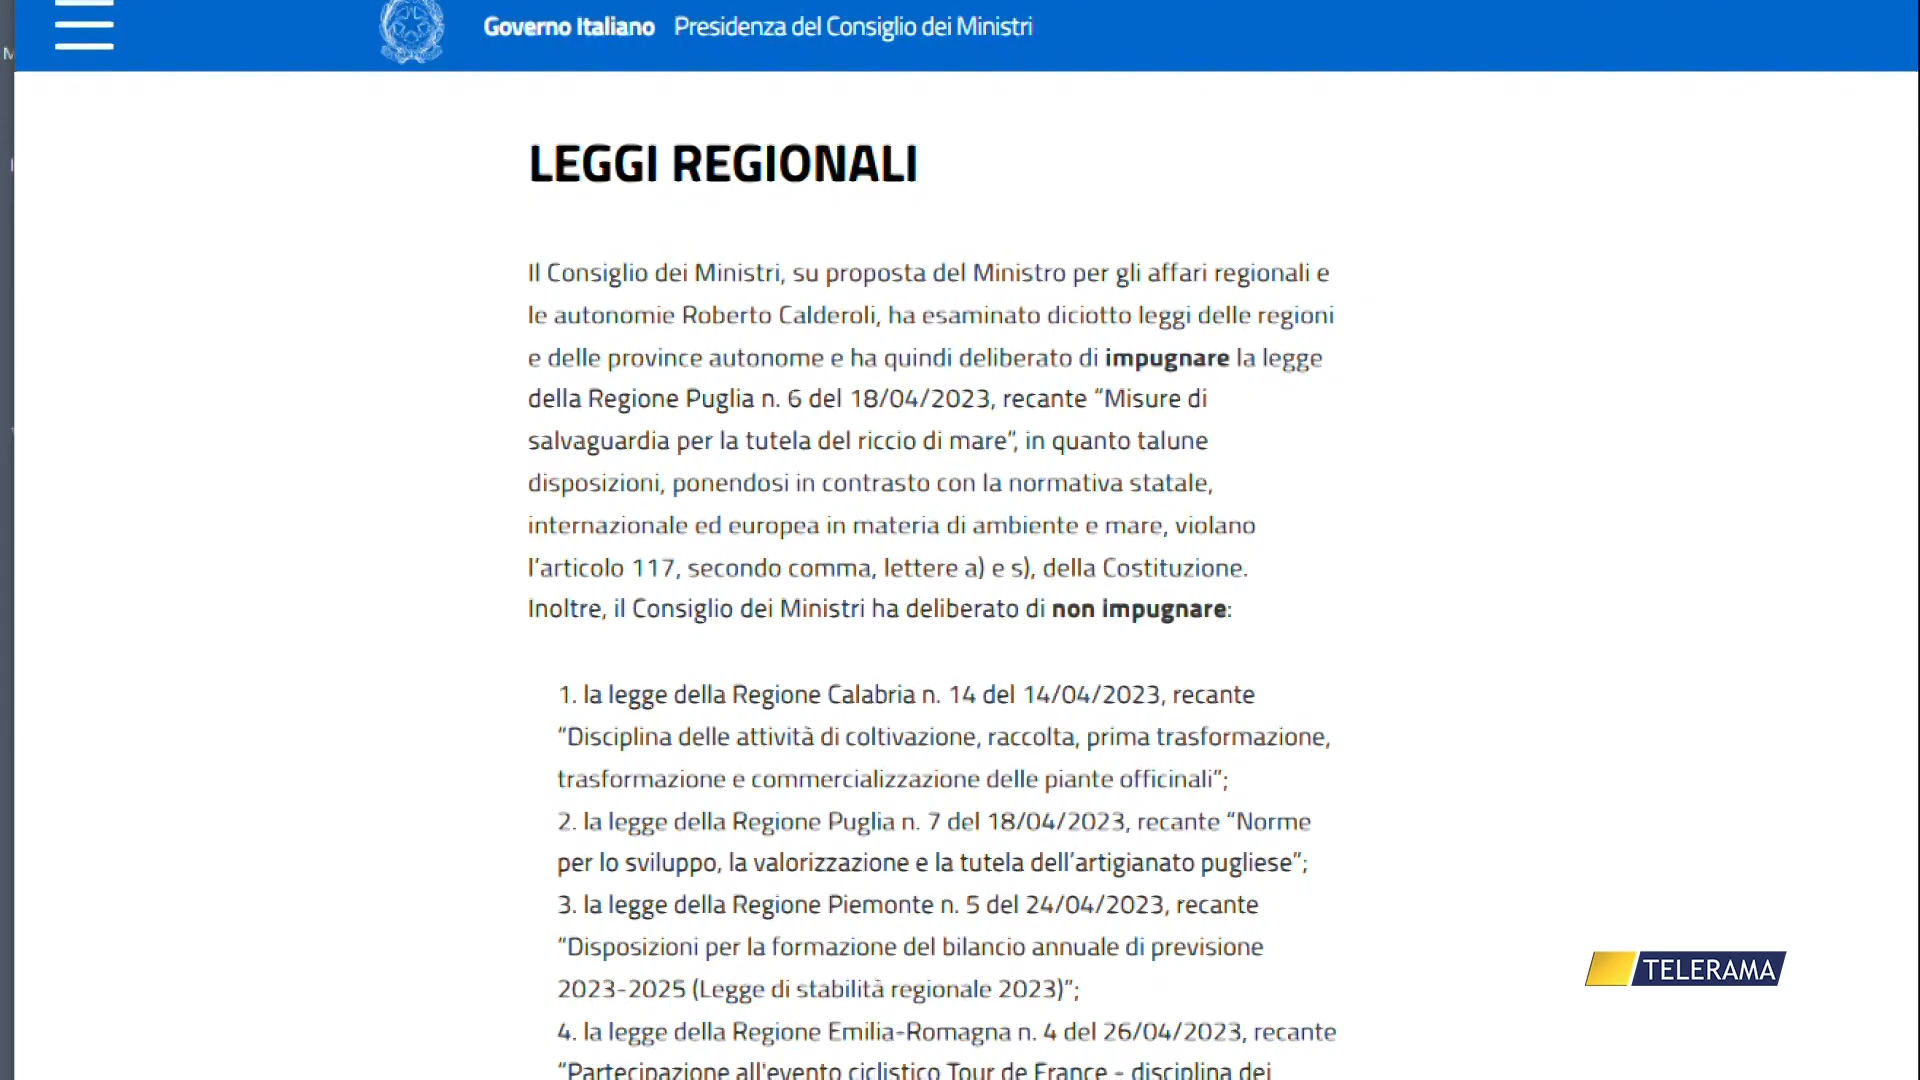 Governo Italiano Presidenza del Consiglio dei Ministri
LEGGI REGIONALI
Il Consiglio dei Ministri, su proposta del Ministro per gli affari regionali e
le autonomie Roberto Calderoli, ha esaminato diciotto leggi delle regioni
e delle province autonome e ha quindi deliberato di impugnare la legge
della Regione Puglia n. 6 del 18/04/2023, recante “Misure di
salvaguardia per la tutela del riccio di mare”, in quanto talune
disposizioni, ponendosi in contrasto con la normativa statale,
internazionale ed europea in materia di ambiente e mare, violano
l’articolo 117, secondo comma, lettere a) e s), della Costituzione.
Inoltre, il Consiglio dei Ministri ha deliberato di non impugnare:
1. la legge della Regione Calabria n. 14 del 14/04/2023, recante
“Disciplina delle attività di coltivazione, raccolta, prima trasformazione,
trasformazione e commercializzazione delle piante officinali”;
2. la legge della Regione Puglia n. 7 del 18/04/2023, recante “Norme
per lo sviluppo, la valorizzazione e la tutela dell’artigianato pugliese”;
3. la legge della Regione Piemonte n. 5 del 24/04/2023, recante
“Disposizioni per la formazione del bilancio annuale di previsione
2023-2025 (Legge di stabilità regionale 2023)”;
TELERAMA
4. la legge della Regione Emilia-Romagna n. 4 del 26/04/2023, recante
“Partecipazione all'evento ciclistico Tour de France - disciplina dei